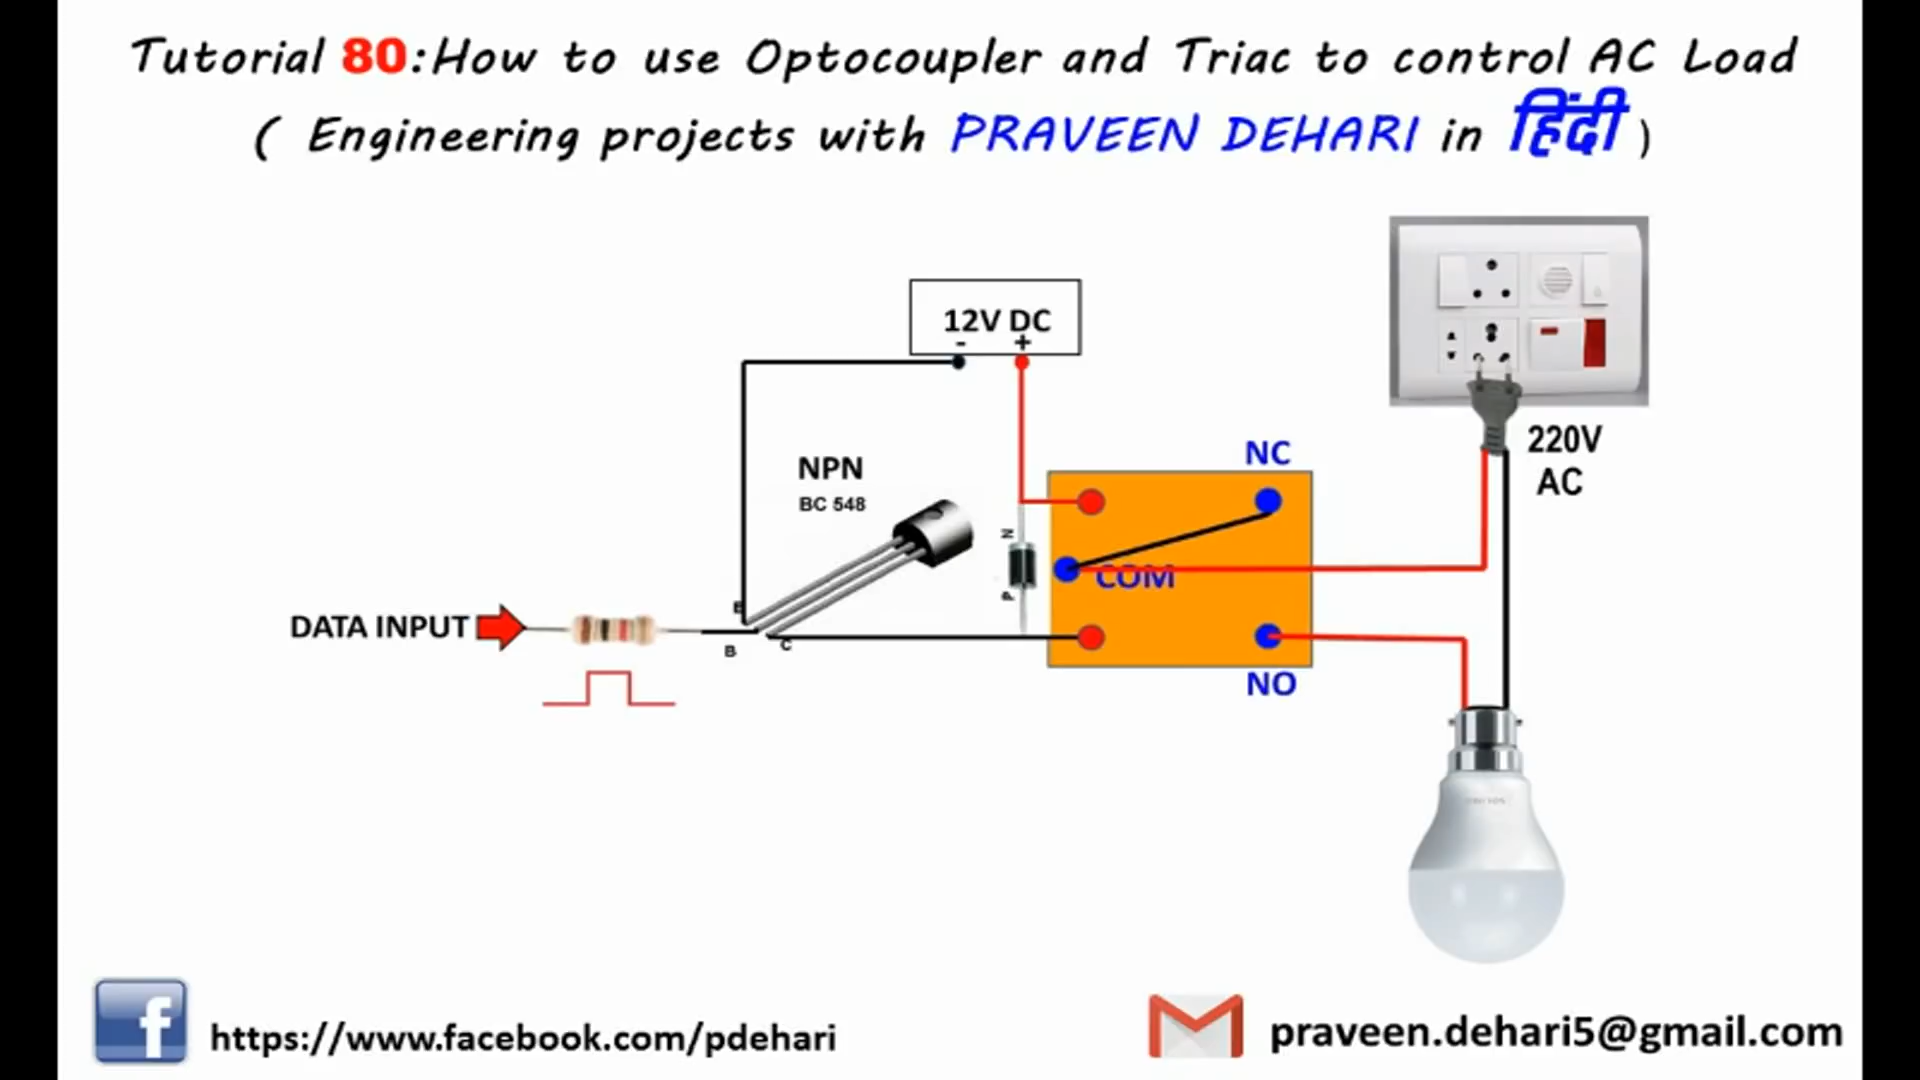 Tutorial 80:How to use Optocoupler and Triac to control AC Load
( Engineering projects with PRAVEEN DEHARI in हिंदी )
12V DC
- +
NC
220V
AC
NPN
BC 548
N
COM
P
E
DATA INPUT
B
C
NO
f
https://www.facebook.com/pdehari
praveen.dehari5@gmail.com